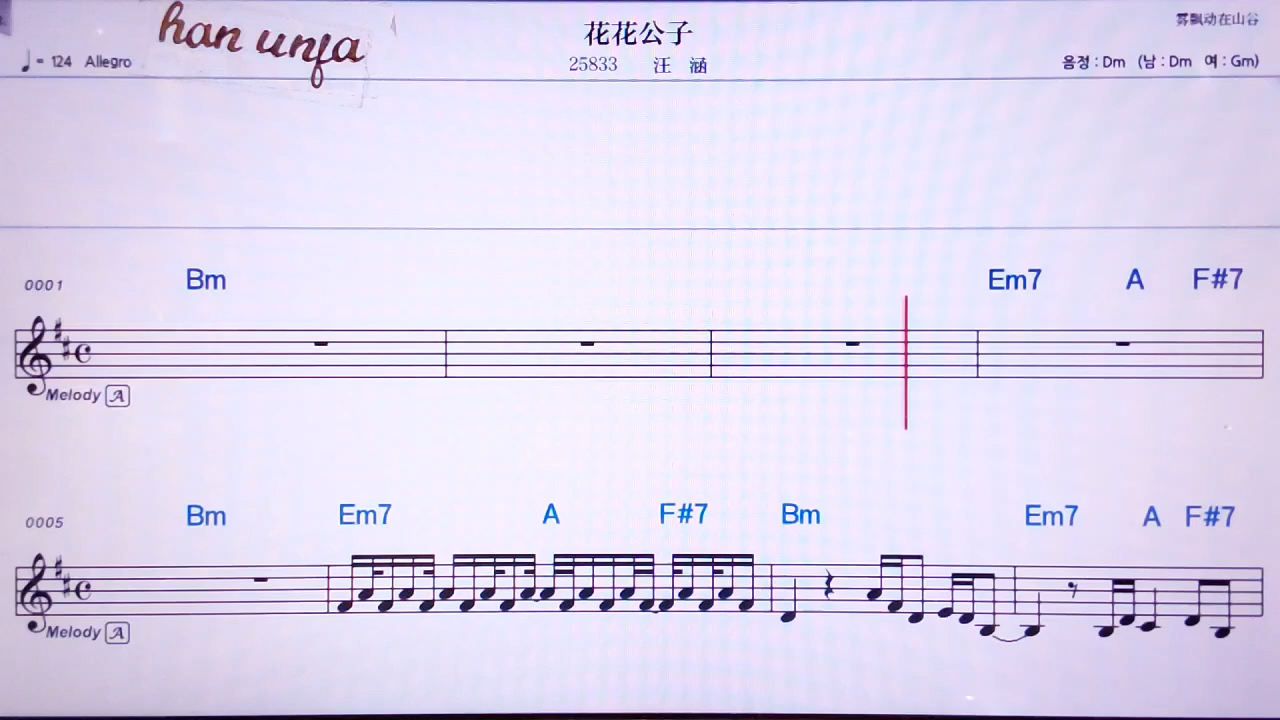 han unfa
花花公子
雾飘动在山谷
♩= 124 Allegro
25833 汪 涵
음정 : Dm (남 : Dm 여 : Gm)
0001 Bm Em7 A F#7
Melody A
0005 Bm Em7 A F#7 Bm Em7 A F#7
Melody A